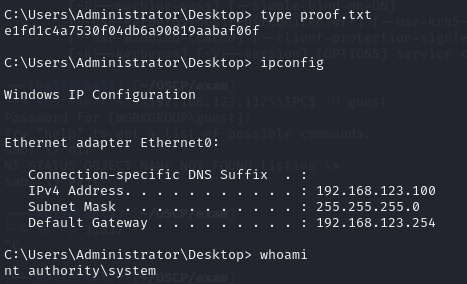 C:\Users\Administrator\Desktop> type proof.txt
e1fd1c4a7530f04db6a90819aabaf06f
C:\Users\Administrator\Desktop> ipconfig
Windows IP Configuration
Ethernet adapter Ethernet0:
Connection-specific DNS Suffix  . :
IPv4 Address. . . . . . . . . . . : 192.168.123.100
Subnet Mask . . . . . . . . . . . : 255.255.255.0
Default Gateway . . . . . . . . . : 192.168.123.254
C:\Users\Administrator\Desktop> whoami
nt authority\system